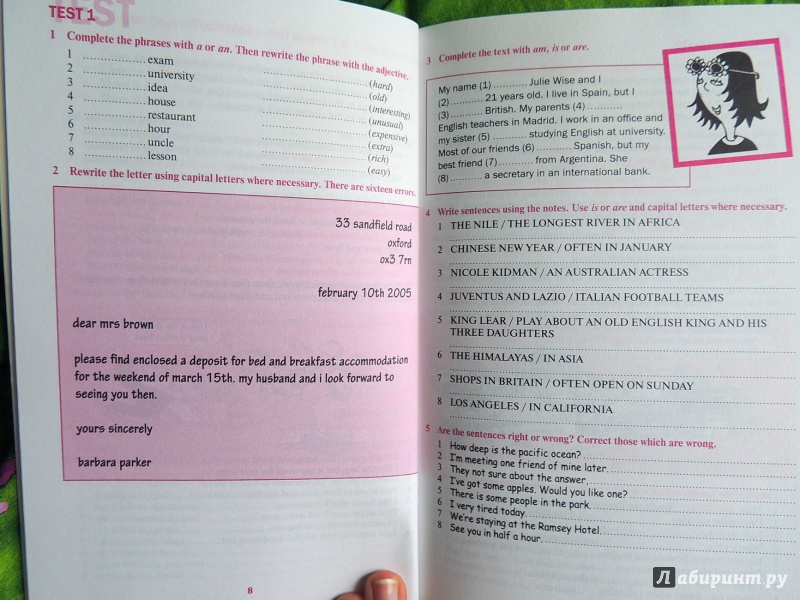 TEST 1
1 Complete the phrases with a or an. Then rewrite the phrase with the adjective.
1 .................... exam .................................... (hard)
2 .................... university .................................... (old)
3 .................... idea .................................... (interesting)
4 .................... house .................................... (unusual)
5 .................... restaurant .................................... (expensive)
6 .................... hour .................................... (extra)
7 .................... uncle .................................... (rich)
8 .................... lesson .................................... (easy)
2 Rewrite the letter using capital letters where necessary. There are sixteen errors.
33 sandfield road
oxford
ox3 7rn
february 10th 2005
dear mrs brown
please find enclosed a deposit for bed and breakfast accommodation
for the weekend of march 15th. my husband and i look forward to
seeing you then.
yours sincerely
barbara parker
8
3 Complete the text with am, is or are.
My name (1) ........... Julie Wise and I
(2) ........... 21 years old. I live in Spain, but I
(3) ........... British. My parents (4) ...........
English teachers in Madrid. I work in an office and
my sister (5) ........... studying English at university.
Most of our friends (6) ........... Spanish, but my
best friend (7) ........... from Argentina. She
(8) ........... a secretary in an international bank.
4 Write sentences using the notes. Use is or are and capital letters where necessary.
1 THE NILE / THE LONGEST RIVER IN AFRICA
2 CHINESE NEW YEAR / OFTEN IN JANUARY
3 NICOLE KIDMAN / AN AUSTRALIAN ACTRESS
4 JUVENTUS AND LAZIO / ITALIAN FOOTBALL TEAMS
5 KING LEAR / PLAY ABOUT AN OLD ENGLISH KING AND HIS
THREE DAUGHTERS
6 THE HIMALAYAS / IN ASIA
7 SHOPS IN BRITAIN / OFTEN OPEN ON SUNDAY
8 LOS ANGELES / IN CALIFORNIA
5 Are the sentences right or wrong? Correct those which are wrong.
1 How deep is the pacific ocean?
2 I'm meeting one friend of mine later.
3 They not sure about the answer.
4 I've got some apples. Would you like one?
5 There is some people in the park.
6 I very tired today.
7 We're staying at the Ramsey Hotel.
8 See you in half a hour.
Лабиринт.ру